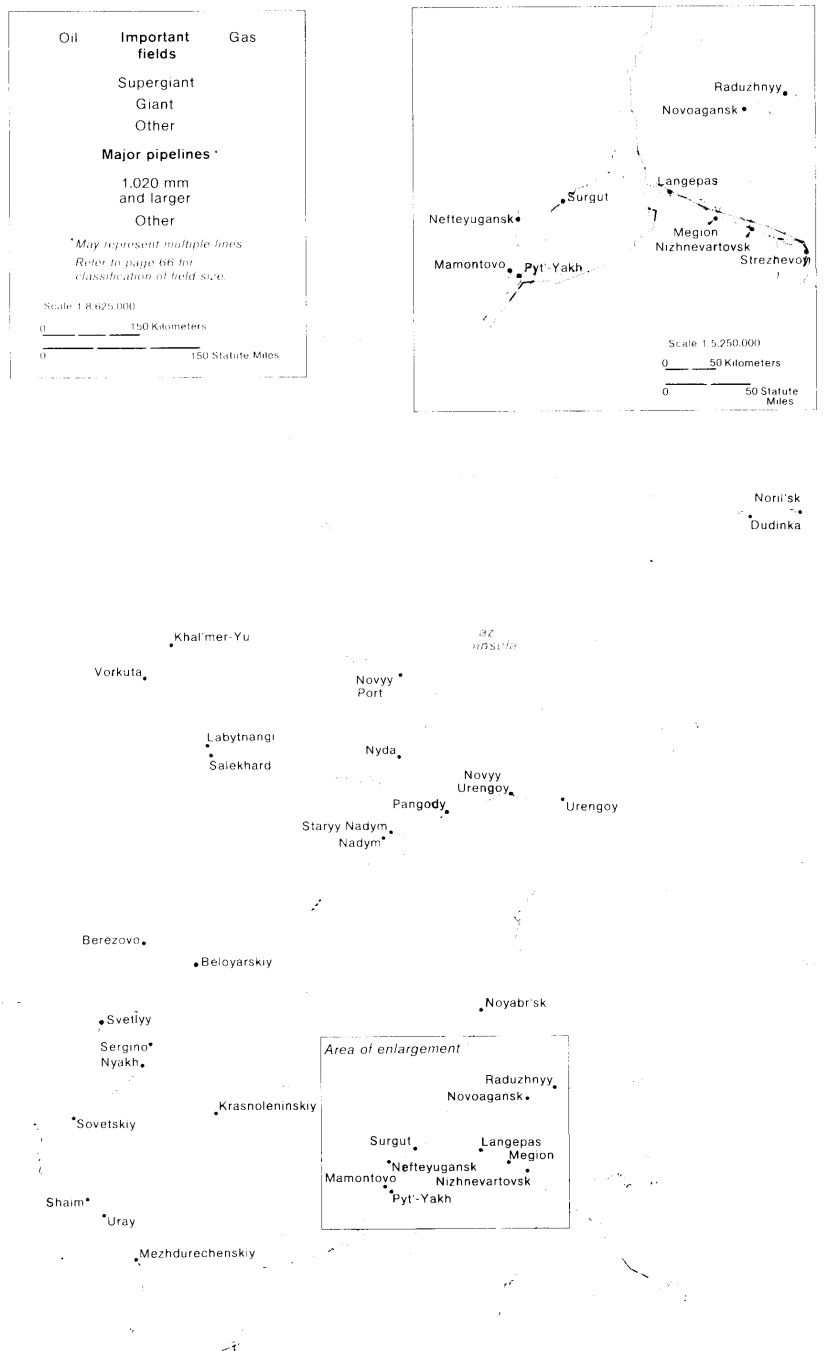 Oil Important fields Gas
Supergiant
Giant
Other
Major pipelines *
1,020 mm
and larger
Other
*May represent multiple lines
Refer to page 66 for
classification of field size.
Scale 1:8,625,000
0 150 Kilometers
0 150 Statute Miles
Raduzhnyy
Novoagansk
Langepas
Surgut
Nefteyugansk
Megion
Nizhnevartovsk
Strezhevoy
Mamontovo
Pyt'-Yakh
Scale 1:5,250,000
0 50 Kilometers
0 50 Statute
Miles
Noril'sk
Dudinka
Khal'mer-Yu
Vorkuta
Novyy
Port
Labytnangi
Salekhard
Nyda
Novyy
Urengoy
Urengoy
Pangody
Staryy Nadym
Nadym
Berëzovo
Beloyarskiy
Noyabr'sk
Svetlyy
Sergino
Nyakh
Area of enlargement
Raduzhnyy
Novoagansk
Krasnoleninskiy
Sovetskiy
Surgut
Langepas
Megion
Nefteyugansk
Mamontovo
Nizhnevartovsk
Pyt'-Yakh
Shaim
Uray
Mezhdurechenskiy